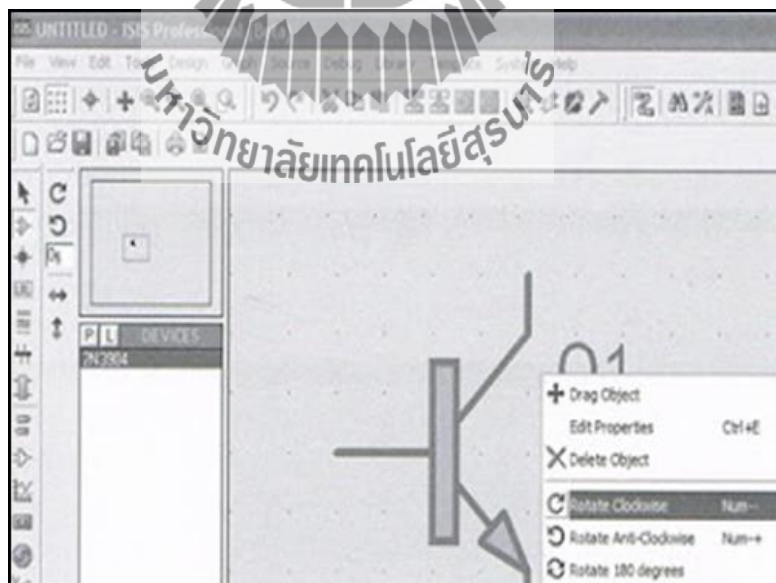 UNTITLED - ISIS Professional (Beta)
File View Edit Tools Design Graph Source Debug Library Template System Help
มหาวิทยาลัยเทคโนโลยีสุรนารี
P L DEVICES
2N3904
Q1
Drag Object
Edit Properties Ctrl+E
Delete Object
Rotate Clockwise Num--
Rotate Anti-Clockwise Num-+
Rotate 180 degrees